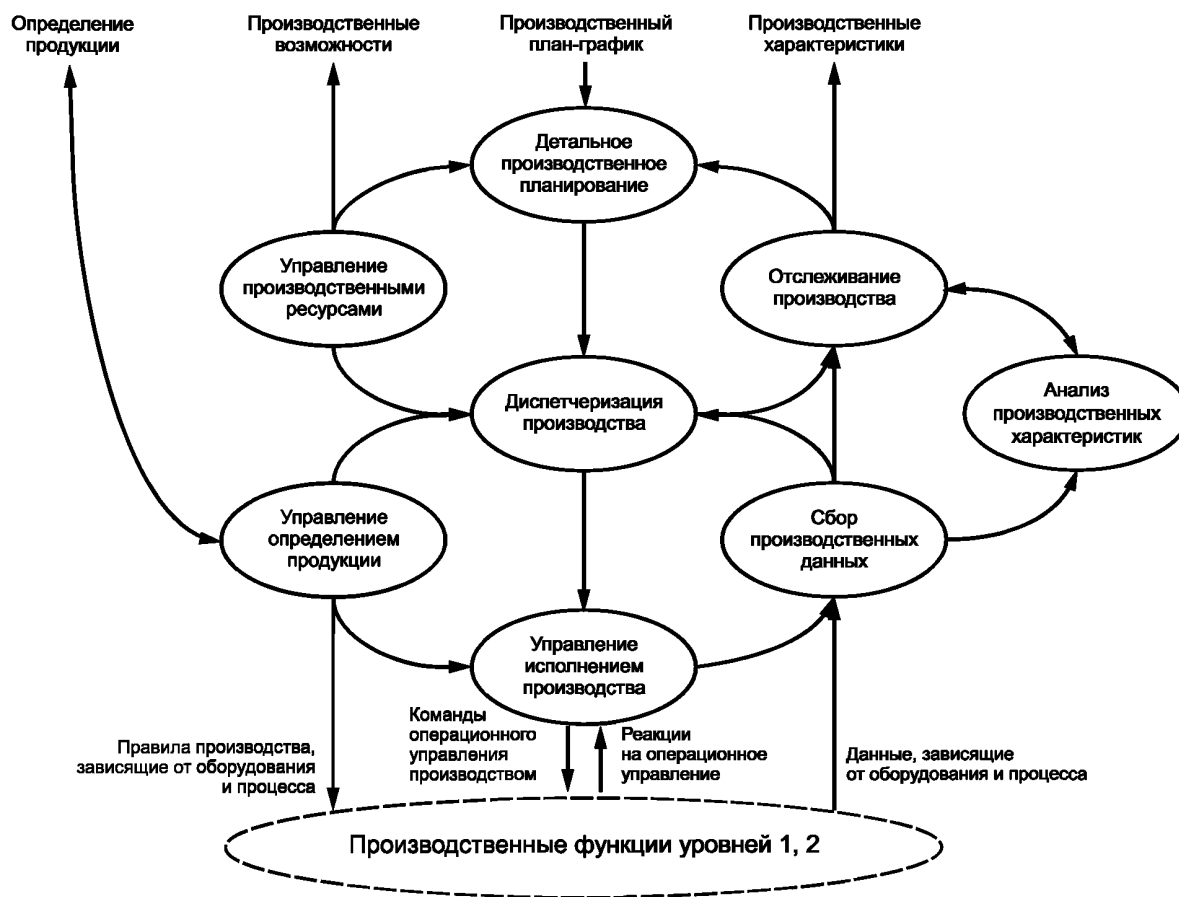 Определение
продукции
Производственные
возможности
Производственный
план-график
Производственные
характеристики
Детальное
производственное
планирование
Управление
производственными
ресурсами
Отслеживание
производства
Диспетчеризация
производства
Анализ
производственных
характеристик
Управление
определением
продукции
Сбор
производственных
данных
Управление
исполнением
производства
Правила производства,
зависящие от оборудования
и процесса
Команды
операционного
управления
производством
Реакции
на операционное
управление
Данные, зависящие
от оборудования и процесса
Производственные функции уровней 1, 2